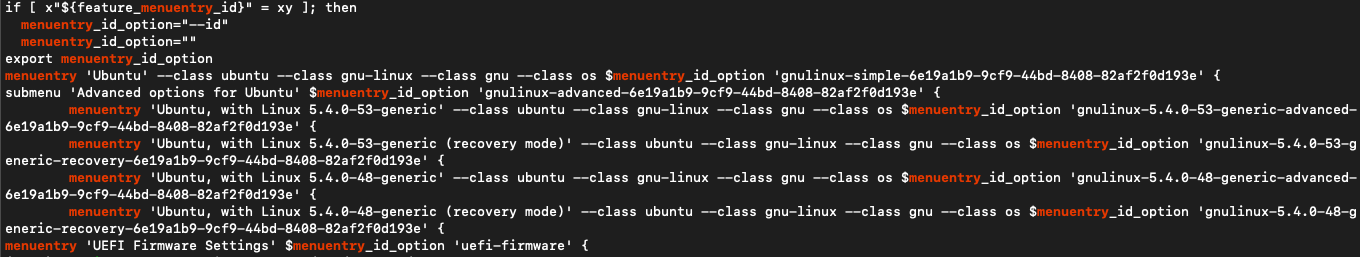 if [ x"${feature_menuentry_id}" = xy ]; then
  menuentry_id_option="--id"
  menuentry_id_option=""
export menuentry_id_option
menuentry 'Ubuntu' --class ubuntu --class gnu-linux --class gnu --class os $menuentry_id_option 'gnulinux-simple-6e19a1b9-9cf9-44bd-8408-82af2f0d193e' {
submenu 'Advanced options for Ubuntu' $menuentry_id_option 'gnulinux-advanced-6e19a1b9-9cf9-44bd-8408-82af2f0d193e' {
        menuentry 'Ubuntu, with Linux 5.4.0-53-generic' --class ubuntu --class gnu-linux --class gnu --class os $menuentry_id_option 'gnulinux-5.4.0-53-generic-advanced-
6e19a1b9-9cf9-44bd-8408-82af2f0d193e' {
        menuentry 'Ubuntu, with Linux 5.4.0-53-generic (recovery mode)' --class ubuntu --class gnu-linux --class gnu --class os $menuentry_id_option 'gnulinux-5.4.0-53-g
eneric-recovery-6e19a1b9-9cf9-44bd-8408-82af2f0d193e' {
        menuentry 'Ubuntu, with Linux 5.4.0-48-generic' --class ubuntu --class gnu-linux --class gnu --class os $menuentry_id_option 'gnulinux-5.4.0-48-generic-advanced-
6e19a1b9-9cf9-44bd-8408-82af2f0d193e' {
        menuentry 'Ubuntu, with Linux 5.4.0-48-generic (recovery mode)' --class ubuntu --class gnu-linux --class gnu --class os $menuentry_id_option 'gnulinux-5.4.0-48-g
eneric-recovery-6e19a1b9-9cf9-44bd-8408-82af2f0d193e' {
menuentry 'UEFI Firmware Settings' $menuentry_id_option 'uefi-firmware' {